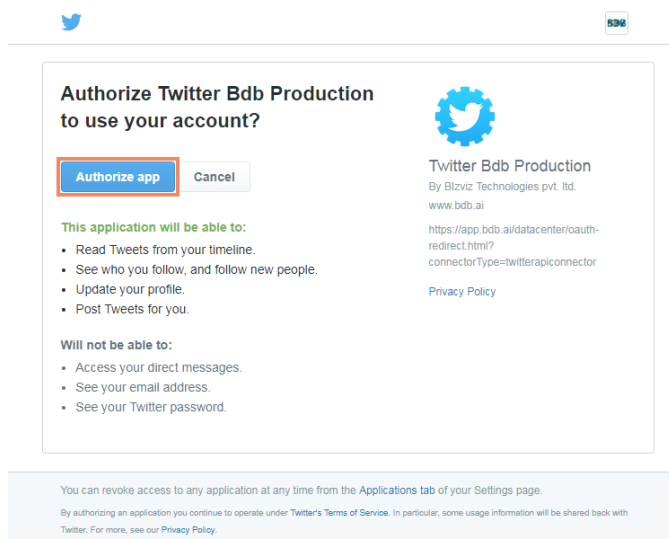 BDB
Authorize Twitter Bdb Production
to use your account?
Authorize app
Cancel
This application will be able to:
• Read Tweets from your timeline.
• See who you follow, and follow new people.
• Update your profile.
• Post Tweets for you.
Will not be able to:
• Access your direct messages.
• See your email address.
• See your Twitter password.
Twitter Bdb Production
By BIzviz Technologies pvt. ltd.
www.bdb.ai
https://app.bdb.ai/datacenter/oauth-
redirect.html?
connectorType=twitterapiconnector
Privacy Policy
You can revoke access to any application at any time from the Applications tab of your Settings page.
By authorizing an application you continue to operate under Twitter's Terms of Service. In particular, some usage information will be shared back with
Twitter. For more, see our Privacy Policy.